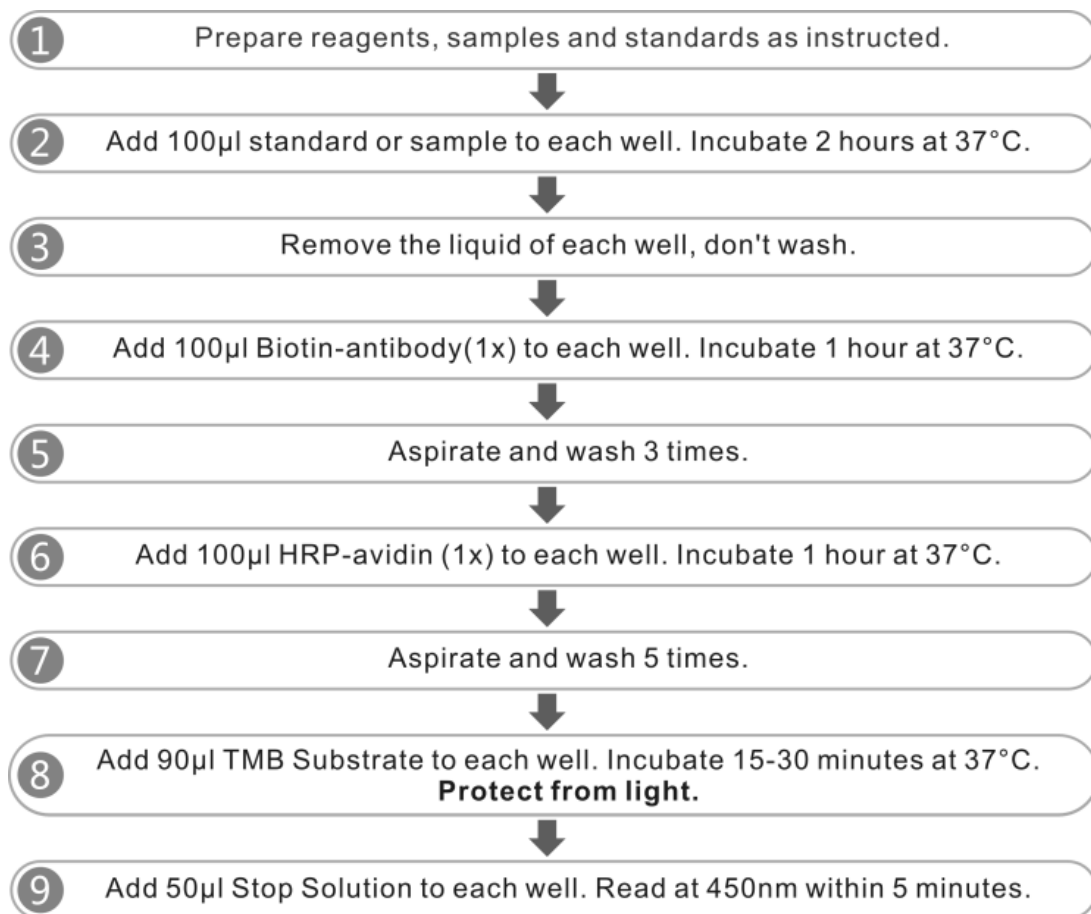 1 Prepare reagents, samples and standards as instructed.
2 Add 100µl standard or sample to each well. Incubate 2 hours at 37°C.
3 Remove the liquid of each well, don't wash.
4 Add 100µl Biotin-antibody(1x) to each well. Incubate 1 hour at 37°C.
5 Aspirate and wash 3 times.
6 Add 100µl HRP-avidin (1x) to each well. Incubate 1 hour at 37°C.
7 Aspirate and wash 5 times.
8 Add 90µl TMB Substrate to each well. Incubate 15-30 minutes at 37°C.
Protect from light.
9 Add 50µl Stop Solution to each well. Read at 450nm within 5 minutes.